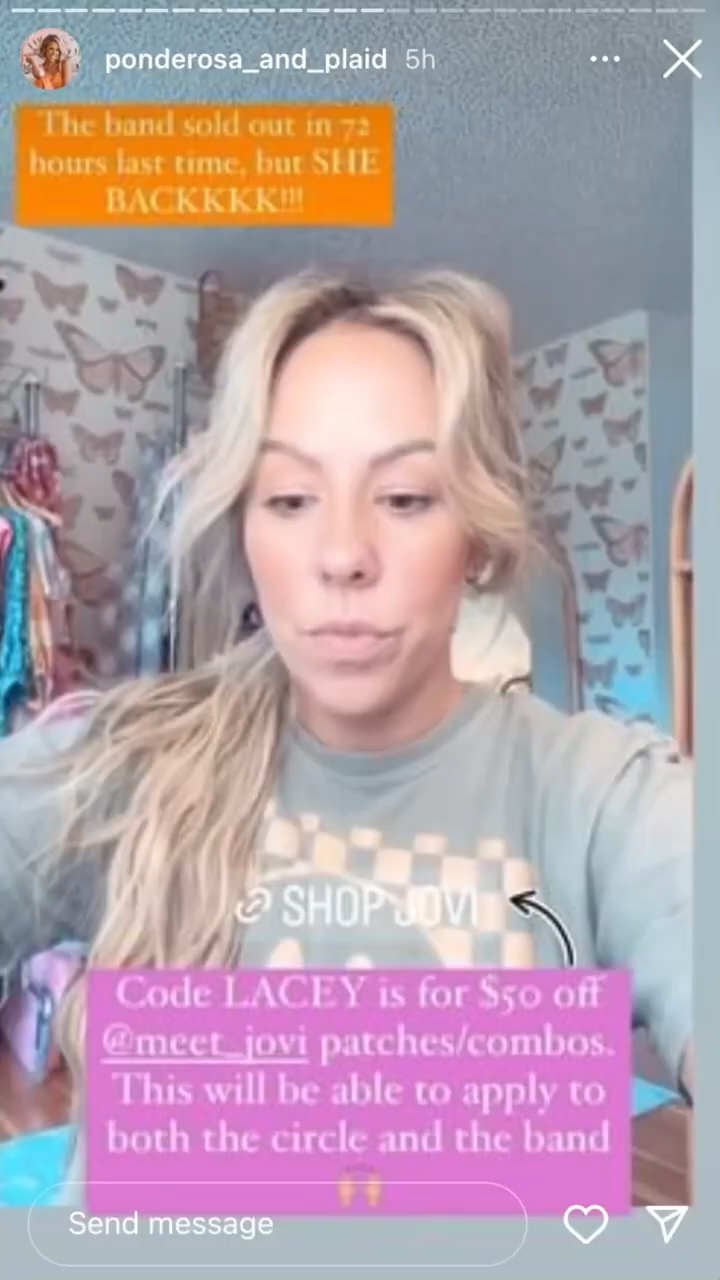 ponderosa_and_plaid 5h
The band sold out in 72
hours last time, but SHE
BACKKKK!!!
SHOP JOVI
Code LACEY is for $50 off
@meet_jovi patches/combos.
This will be able to apply to
both the circle and the band
🙌
Send message